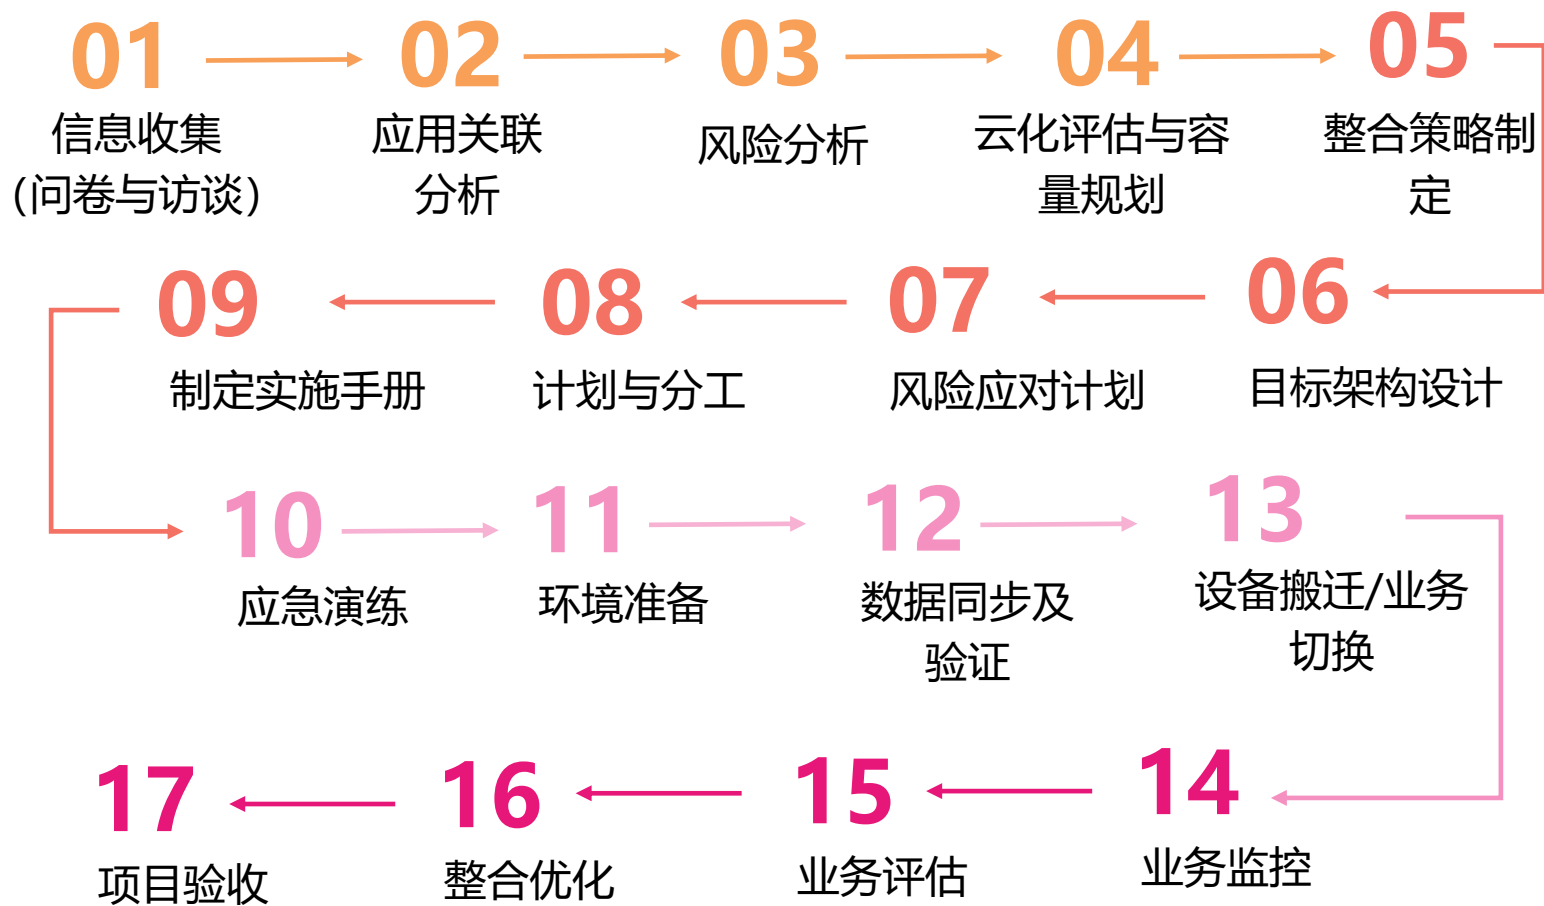 01
信息收集
(问卷与访谈)
02
应用关联
分析
03
风险分析
04
云化评估与容
量规划
05
整合策略制
定
06
目标架构设计
07
风险应对计划
08
计划与分工
09
制定实施手册
10
应急演练
11
环境准备
12
数据同步及
验证
13
设备搬迁/业务
切换
14
业务监控
15
业务评估
16
整合优化
17
项目验收